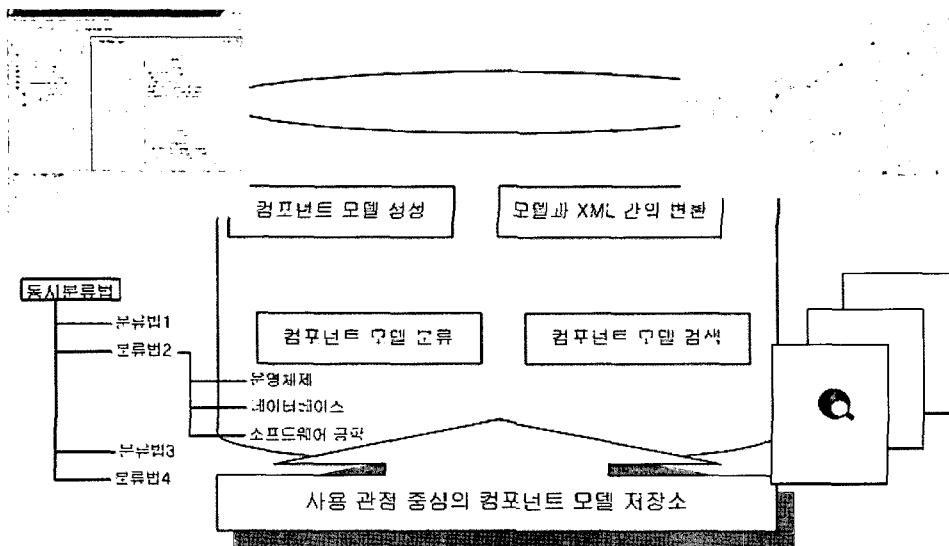 컴포넌트 모델 생성
모델과 XML 간의 변환
동시분류법
분류법1
분류법2
컴포넌트 모델 분류
컴포넌트 모델 검색
운영체제
데이터베이스
소프트웨어 공학
분류법3
분류법4
사용 관점 중심의 컴포넌트 모델 저장소